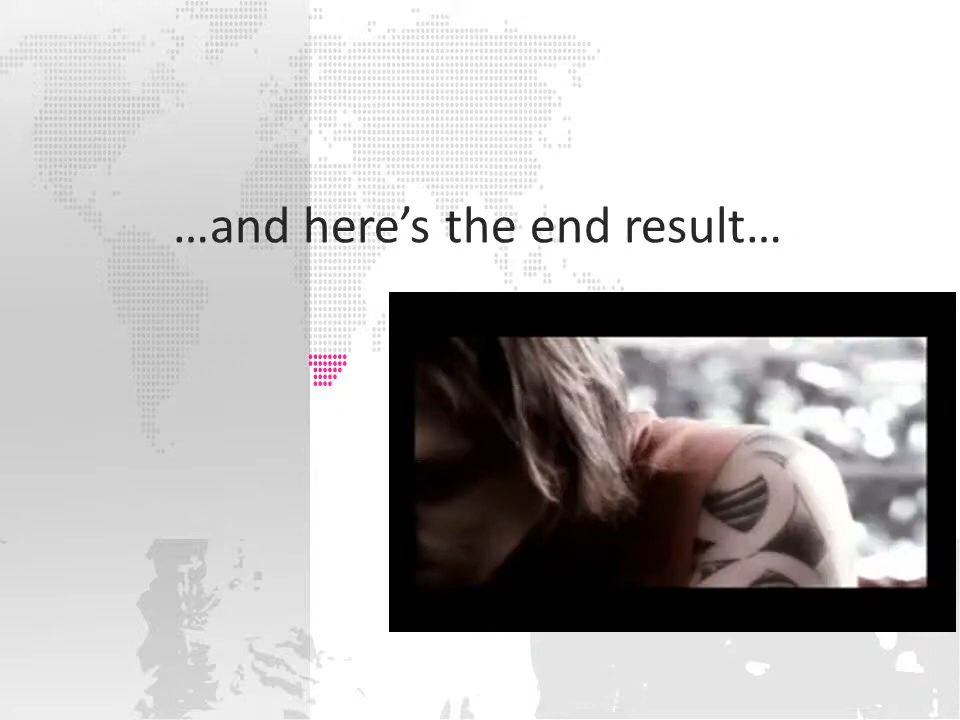 …and here’s the end result…